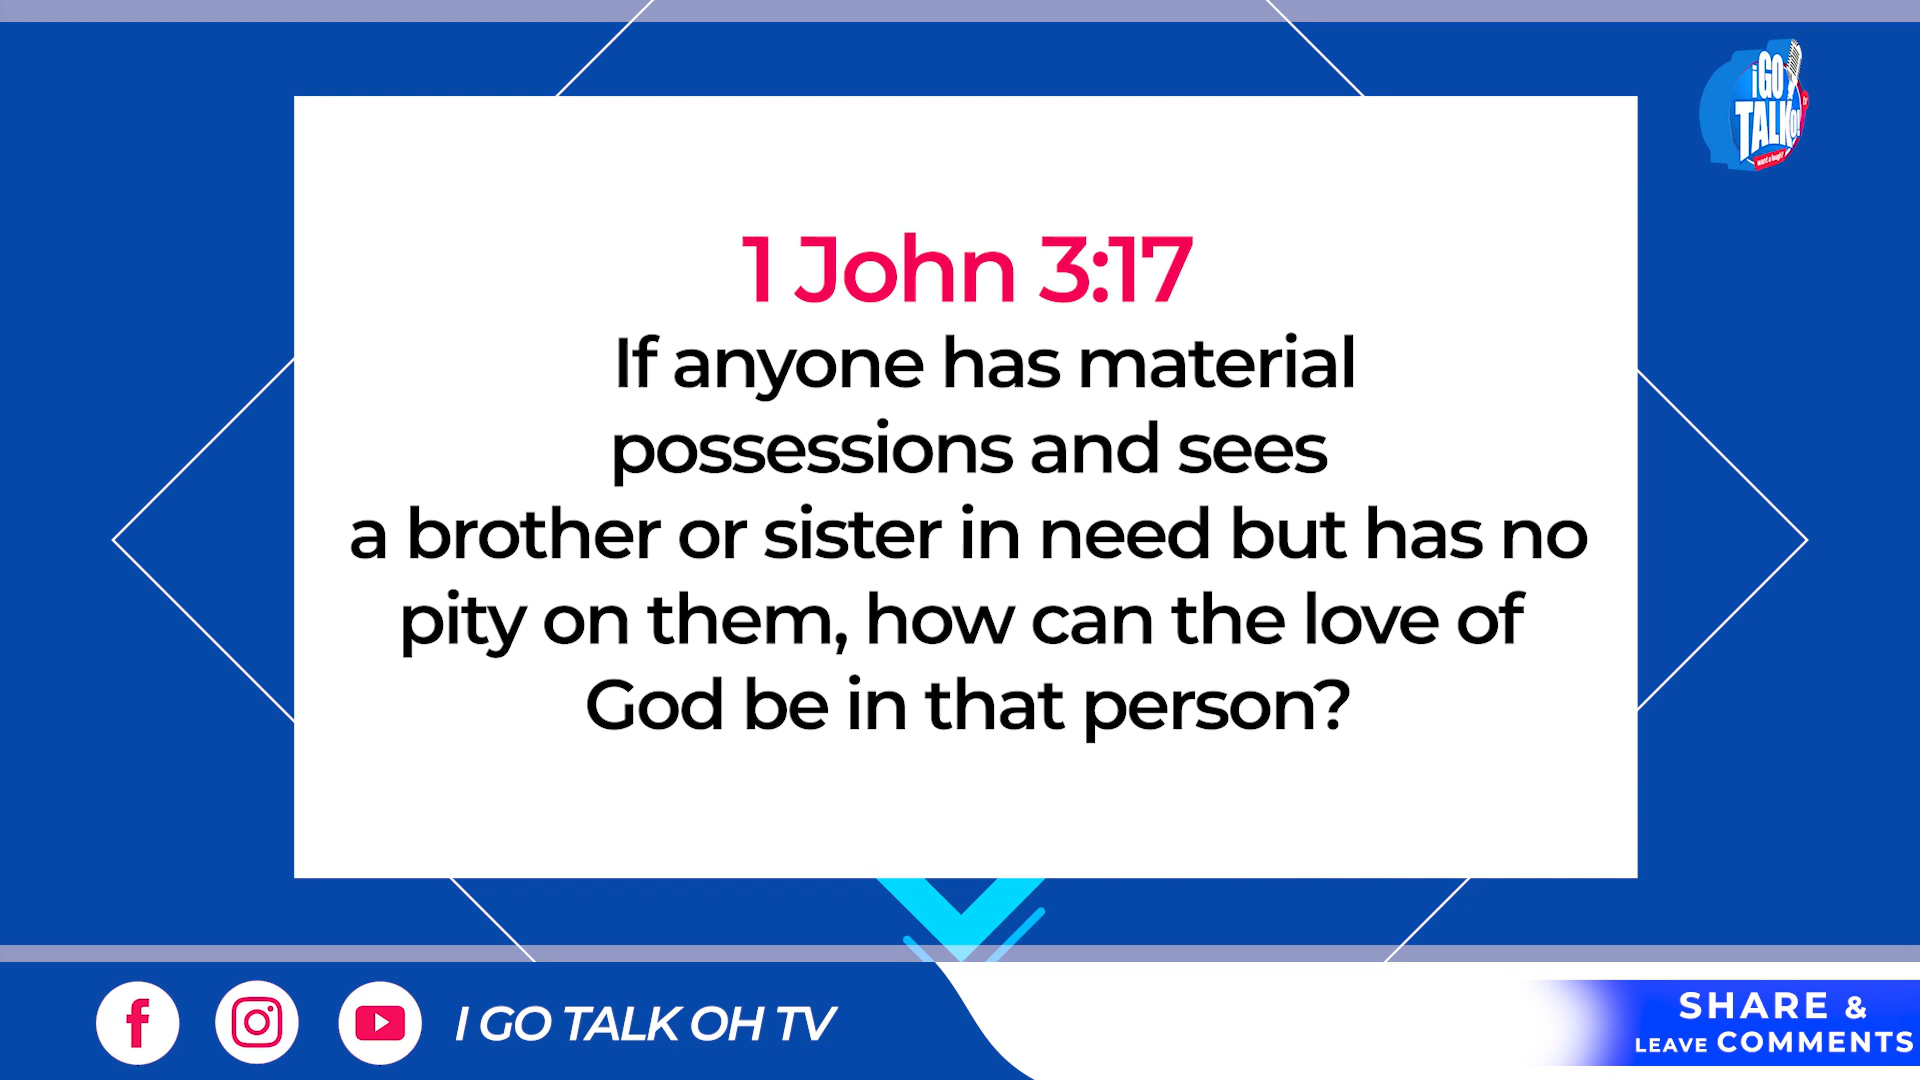 iGO
TALK O!
1 John 3:17
If anyone has material
possessions and sees
a brother or sister in need but has no
pity on them, how can the love of
God be in that person?
I GO TALK OH TV
SHARE &
LEAVE COMMENTS